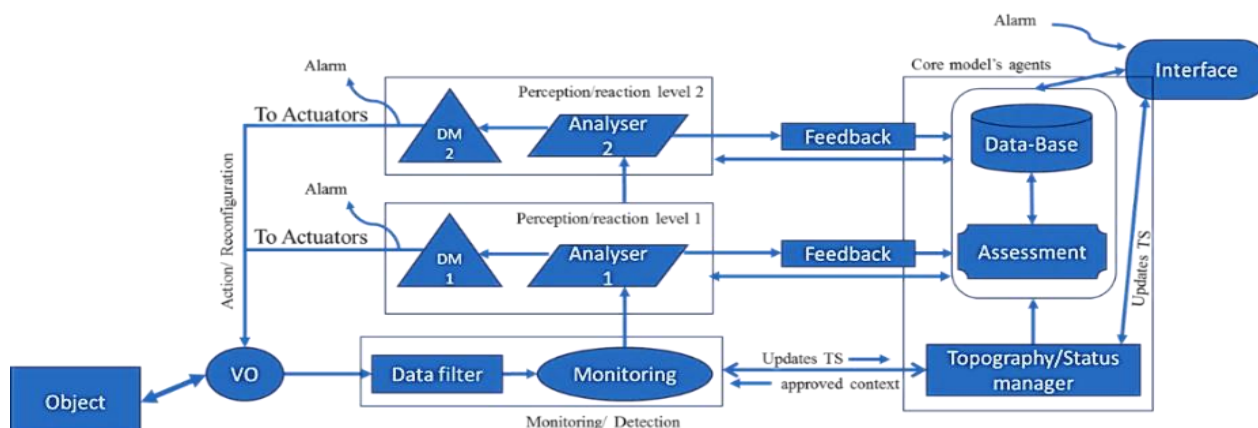 Alarm
Interface
Core model's agents
Alarm
Perception/reaction level 2
To Actuators
DM
2
Analyser
2
Feedback
Data-Base
Alarm
Perception/reaction level 1
To Actuators
DM
1
Analyser
1
Feedback
Assessment
Action/ Reconfiguration
Updates TS
Object
VO
Data filter
Monitoring
Updates TS
approved context
Topography/Status
manager
Monitoring/ Detection